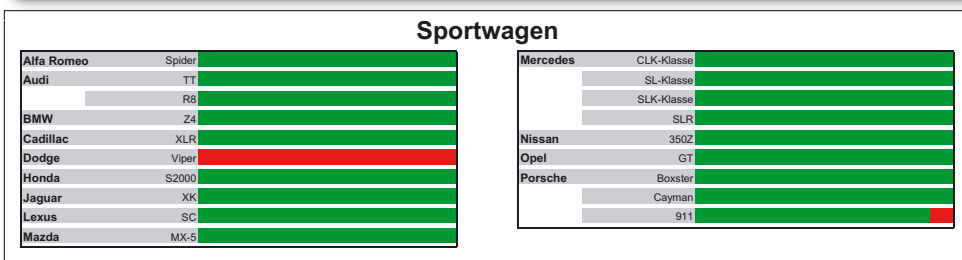 Sportwagen
Alfa Romeo Spider
Audi TT
R8
BMW Z4
Cadillac XLR
Dodge Viper
Honda S2000
Jaguar XK
Lexus SC
Mazda MX-5
Mercedes CLK-Klasse
SL-Klasse
SLK-Klasse
SLR
Nissan 350Z
Opel GT
Porsche Boxster
Cayman
911